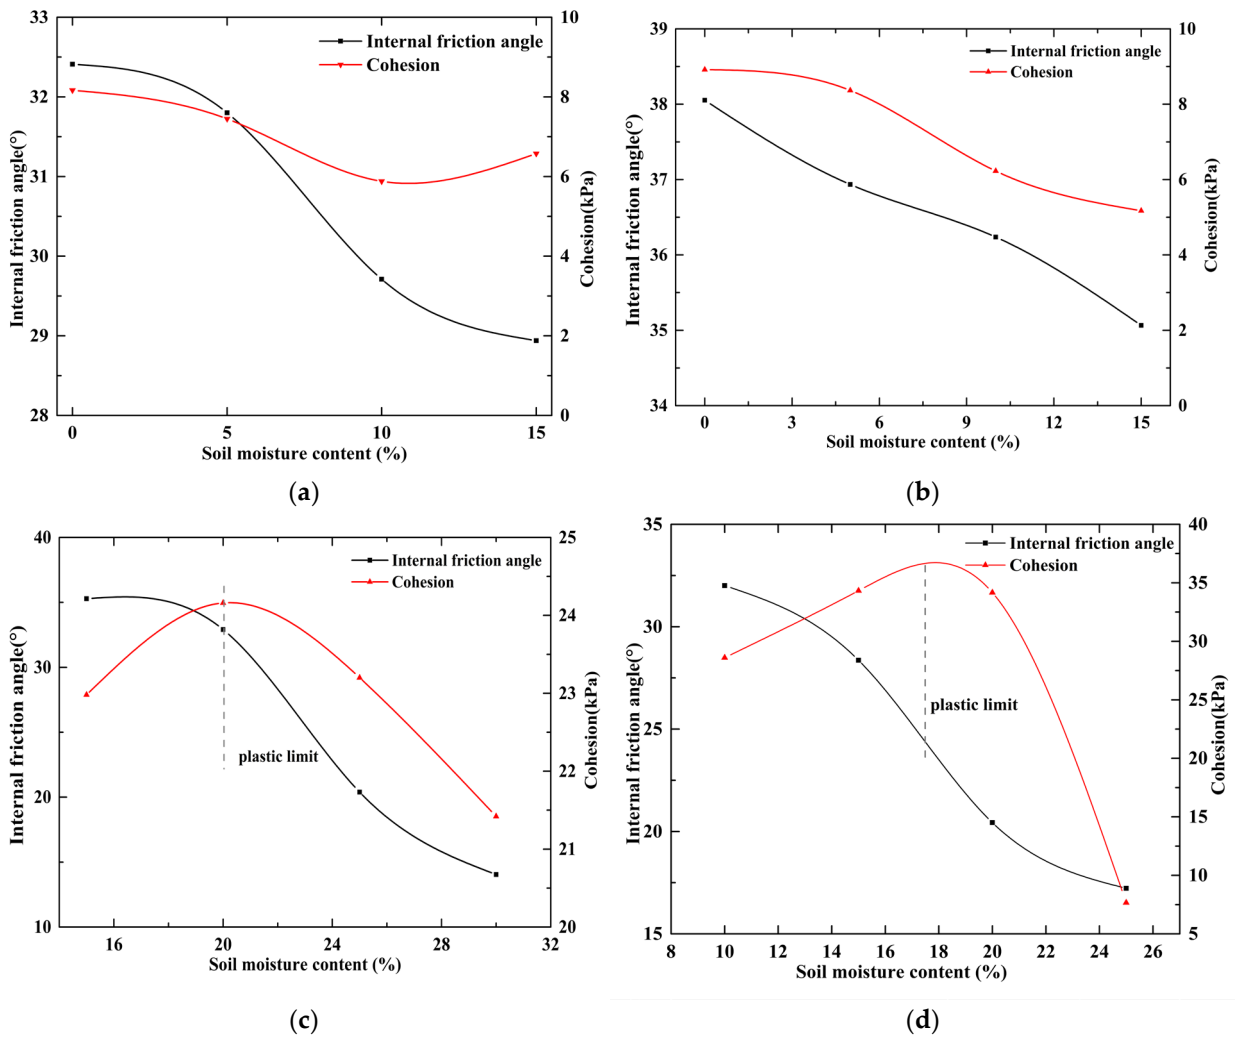 33
32
31
30
29
28
Internal friction angle(°)
10
8
6
4
2
0
Cohesion(kPa)
Internal friction angle
Cohesion
0 5 10 15
Soil moisture content (%)
(a)
39
38
37
36
35
34
Internal friction angle(°)
10
8
6
4
2
0
Cohesion(kPa)
Internal friction angle
Cohesion
0 3 6 9 12 15
Soil moisture content (%)
(b)
40
30
20
10
Internal friction angle(°)
25
24
23
22
21
20
Cohesion(kPa)
Internal friction angle
Cohesion
plastic limit
16 20 24 28 32
Soil moisture content (%)
(c)
35
30
25
20
15
Internal friction angle(°)
40
35
30
25
20
15
10
5
Cohesion(kPa)
Internal friction angle
Cohesion
plastic limit
8 10 12 14 16 18 20 22 24 26
Soil moisture content (%)
(d)